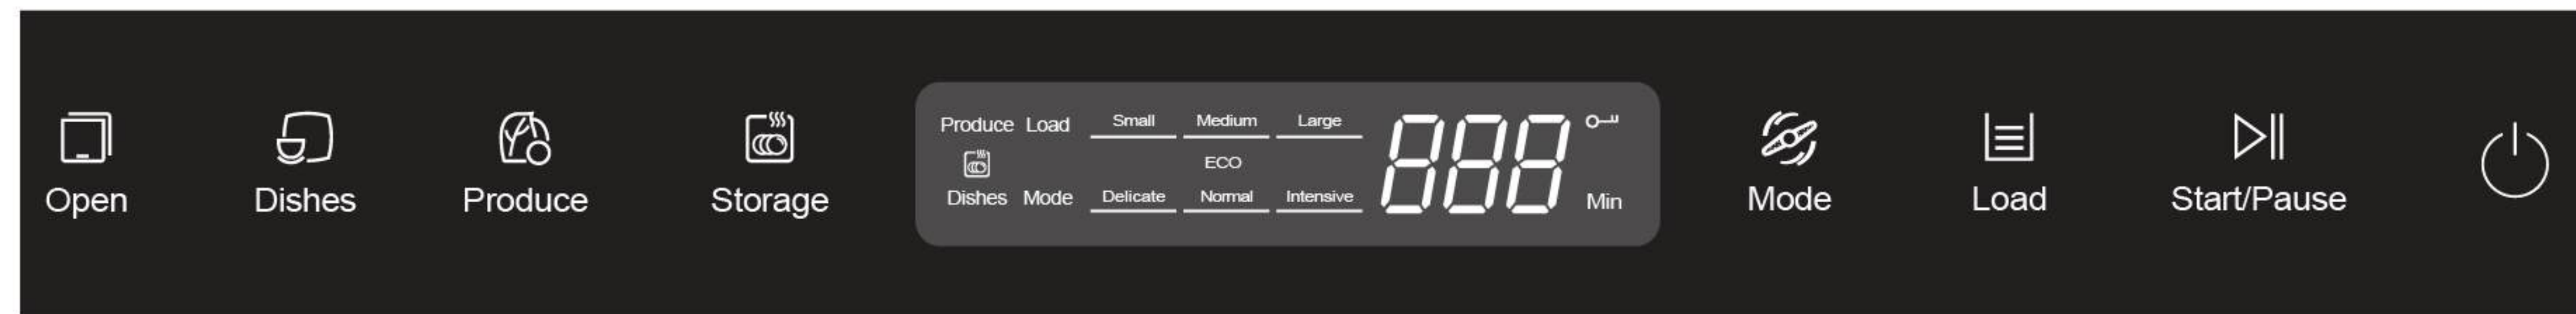 Open
Dishes
Produce
Storage
Produce Load Small Medium Large
ECO
Dishes Mode Delicate Normal Intensive
888
Min
Mode
Load
Start/Pause